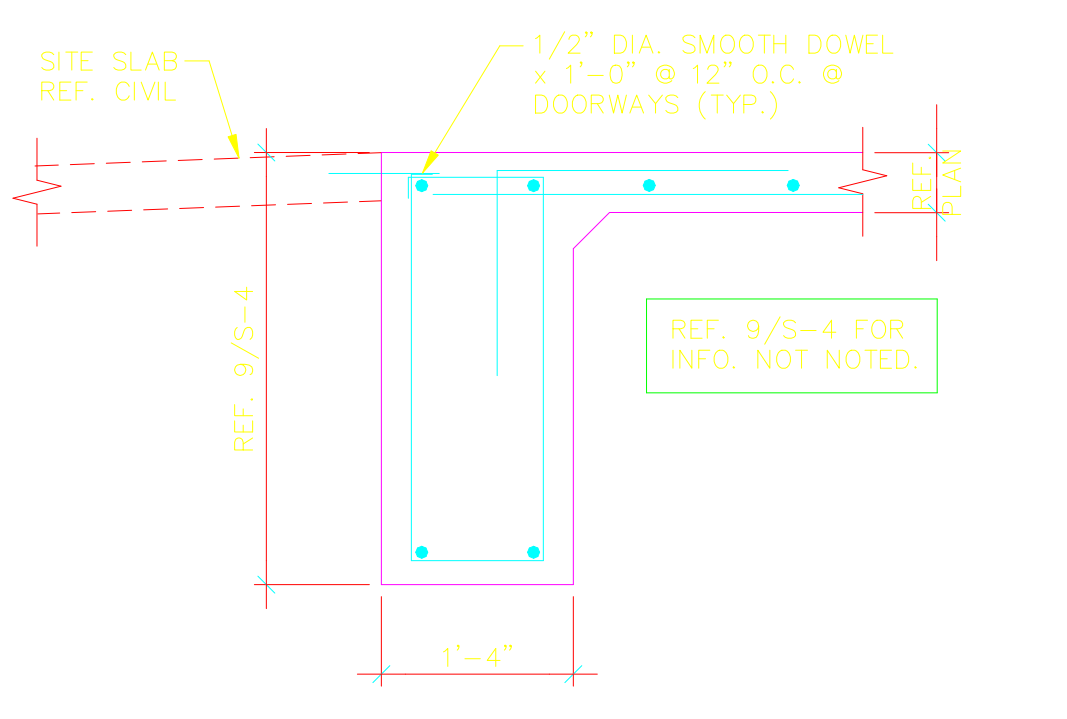 SITE SLAB
REF. CIVIL
1/2" DIA. SMOOTH DOWEL
x 1'-0" @ 12" O.C. @
DOORWAYS (TYP.)
REF.
PLAN
REF. 9/S-4
REF. 9/S-4 FOR
INFO. NOT NOTED.
1'-4"